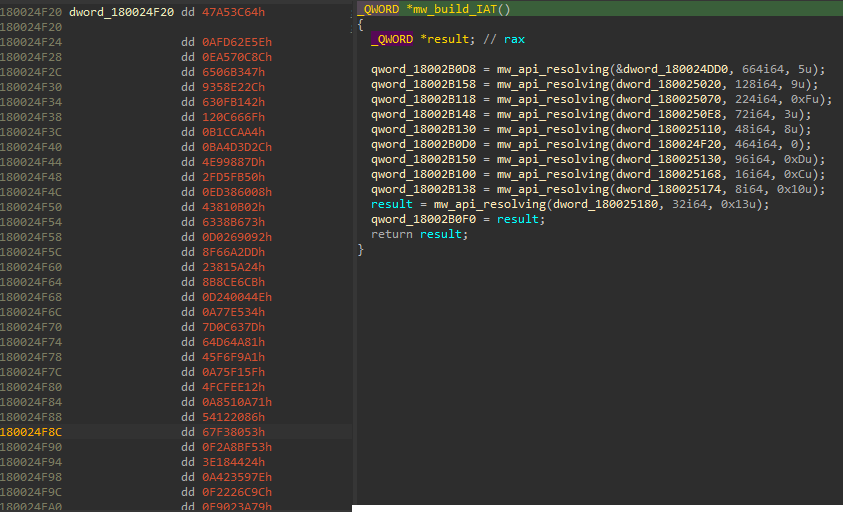 180024F20 dword_180024F20 dd 47A53C64h
180024F20
180024F24 dd 0AFD62E5Eh
180024F28 dd 0EA570C8Ch
180024F2C dd 6506B347h
180024F30 dd 9358E22Ch
180024F34 dd 630FB142h
180024F38 dd 120C666Fh
180024F3C dd 0B1CCAA4h
180024F40 dd 0BA4D3D2Ch
180024F44 dd 4E99887Dh
180024F48 dd 2FD5FB50h
180024F4C dd 0ED386008h
180024F50 dd 43810B02h
180024F54 dd 6338B673h
180024F58 dd 0D0269092h
180024F5C dd 8F66A2DDh
180024F60 dd 23815A24h
180024F64 dd 8B8CE6CBh
180024F68 dd 0D240044Eh
180024F6C dd 0A77E534h
180024F70 dd 7D0C637Dh
180024F74 dd 64D64A81h
180024F78 dd 45F6F9A1h
180024F7C dd 0A75F15Fh
180024F80 dd 4FCFEE12h
180024F84 dd 0A8510A71h
180024F88 dd 54122086h
180024F8C dd 67F38053h
180024F90 dd 0F2A8BF53h
180024F94 dd 3E184424h
180024F98 dd 0A423597Eh
180024F9C dd 0F2226C9Ch
180024FA0 dd 0E9023A79h
_QWORD *mw_build_IAT()
{
_QWORD *result; // rax
qword_18002B0D8 = mw_api_resolving(&dword_180024DD0, 664i64, 5u);
qword_18002B158 = mw_api_resolving(dword_180025020, 128i64, 9u);
qword_18002B118 = mw_api_resolving(dword_180025070, 224i64, 0xFu);
qword_18002B148 = mw_api_resolving(dword_1800250E8, 72i64, 3u);
qword_18002B130 = mw_api_resolving(dword_180025110, 48i64, 8u);
qword_18002B0D0 = mw_api_resolving(dword_180024F20, 464i64, 0);
qword_18002B150 = mw_api_resolving(dword_180025130, 96i64, 0xDu);
qword_18002B100 = mw_api_resolving(dword_180025168, 16i64, 0xCu);
qword_18002B138 = mw_api_resolving(dword_180025174, 8i64, 0x10u);
result = mw_api_resolving(dword_180025180, 32i64, 0x13u);
qword_18002B0F0 = result;
return result;
}